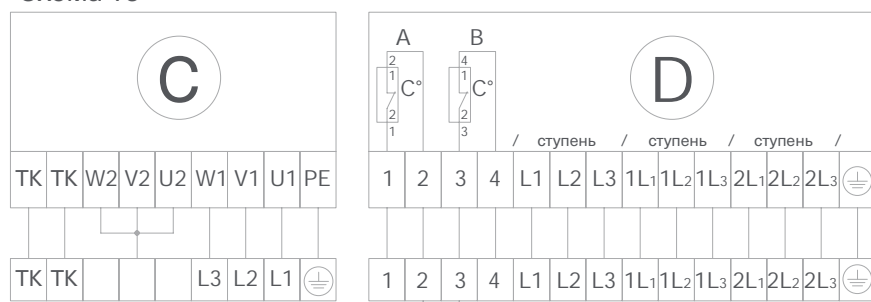 A B
2 4
C 1 C° 1 C° D
2 2
1 3
/ ступень / ступень / ступень /
TK TK W2 V2 U2 W1 V1 U1 PE 1 2 3 4 L1 L2 L3 1L1 1L2 1L3 2L1 2L2 2L3
TK TK L3 L2 L1 1 2 3 4 L1 L2 L3 1L1 1L2 1L3 2L1 2L2 2L3